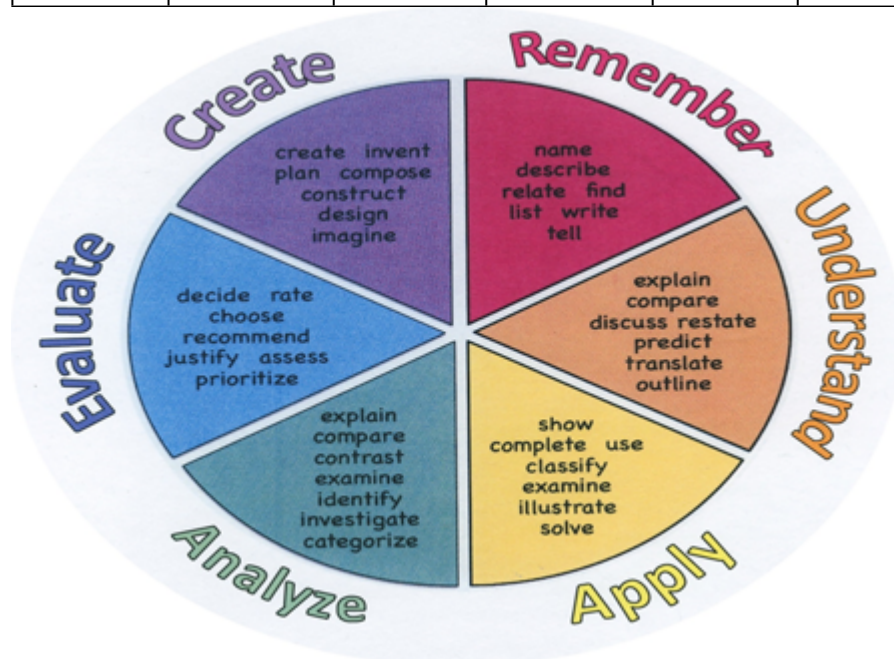 Create
create invent
plan compose
construct
design
imagine
Remember
name
describe
relate find
list write
tell
Understand
explain
compare
discuss restate
predict
translate
outline
Apply
show
complete use
classify
examine
illustrate
solve
Analyze
explain
compare
contrast
examine
identify
investigate
categorize
Evaluate
decide rate
choose
recommend
justify assess
prioritize